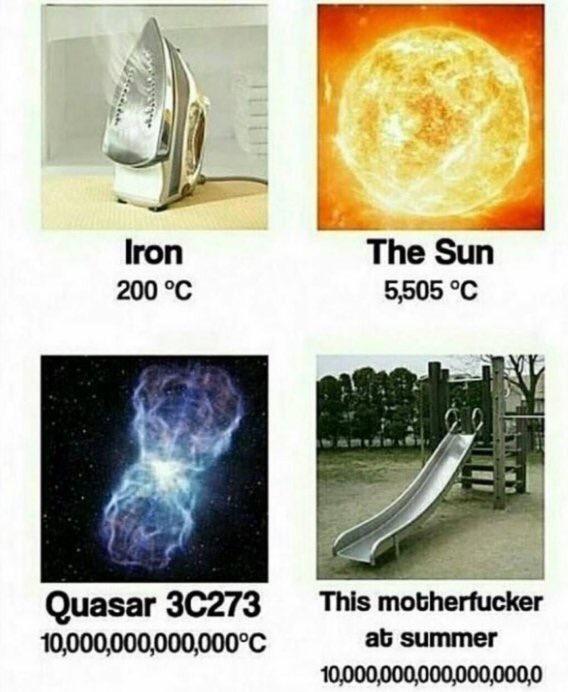 Iron
200 °C
The Sun
5,505 °C
Quasar 3C273
10,000,000,000,000°C
This motherfucker
at summer
10,000,000,000,000,000,0